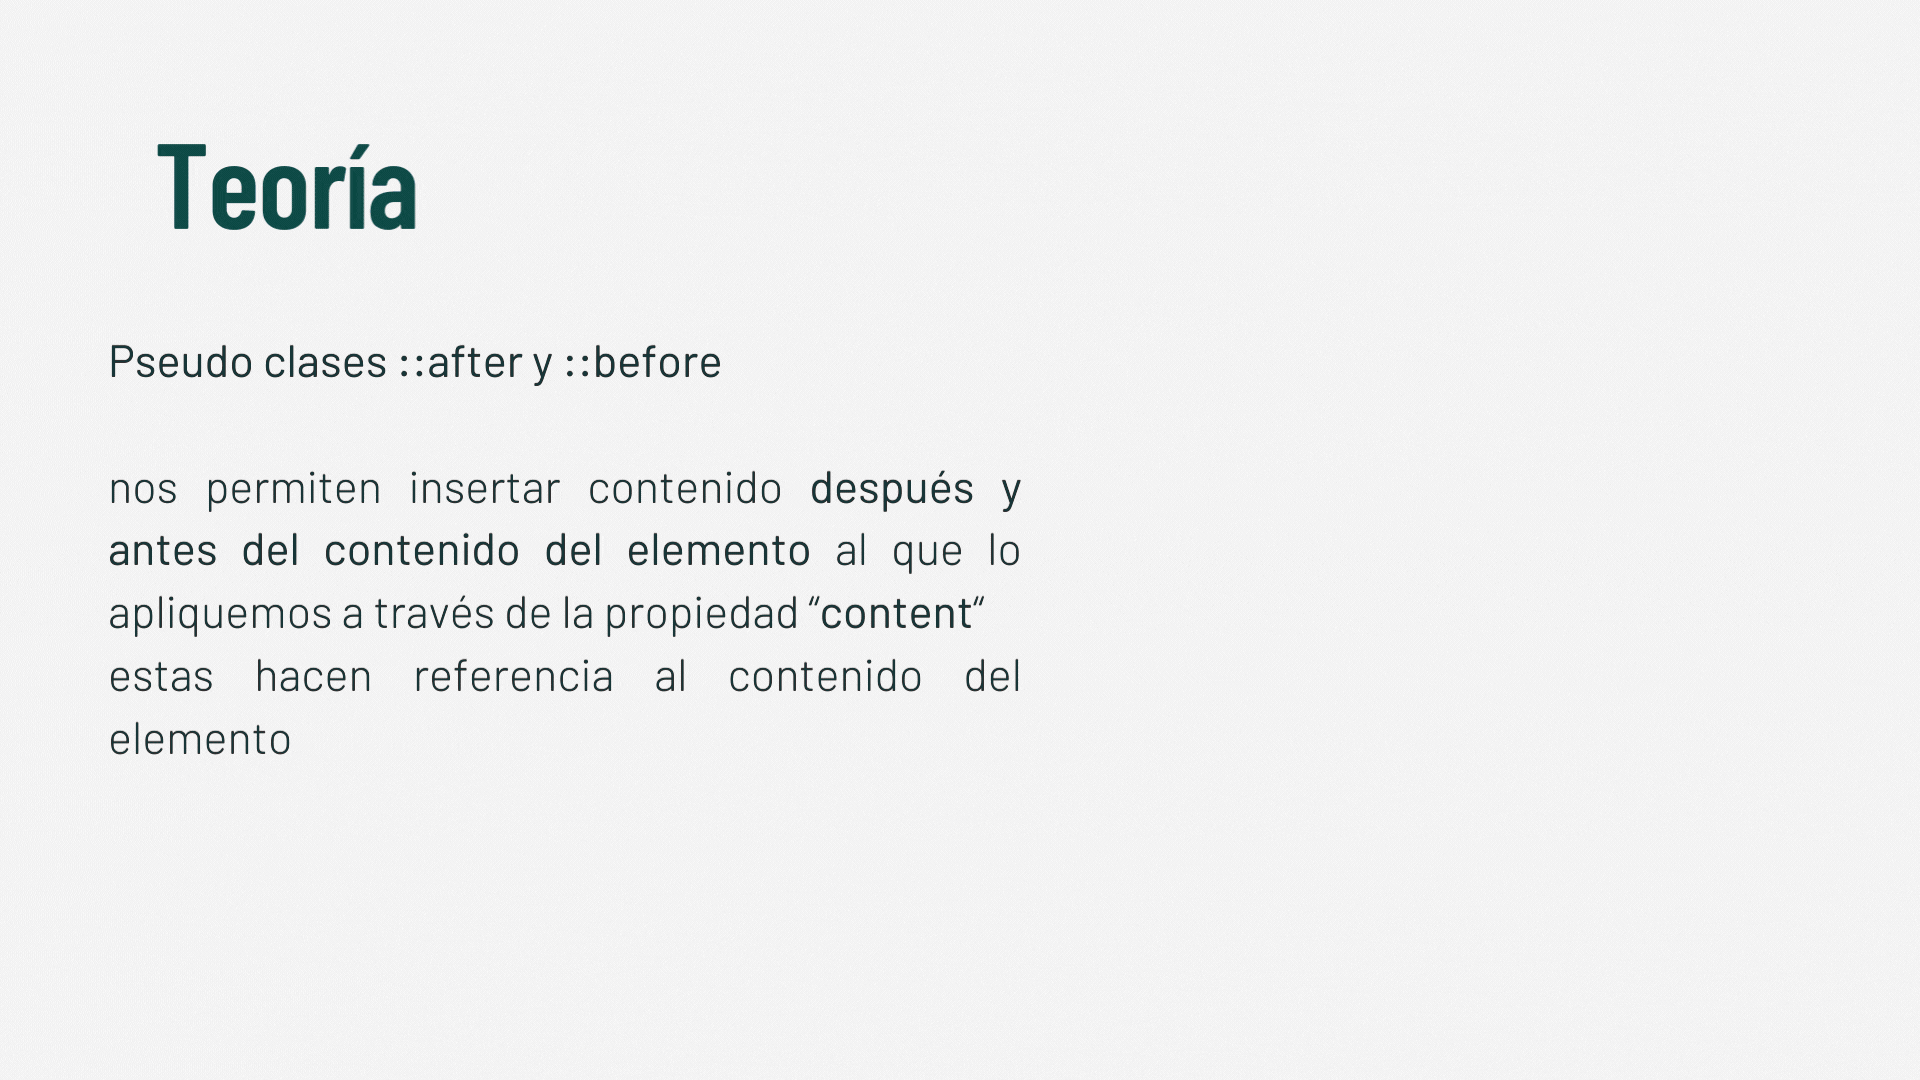 Teoría
Pseudo clases ::after y ::before
nos permiten insertar contenido después y
antes del contenido del elemento al que lo
apliquemos a través de la propiedad “content“
estas hacen referencia al contenido del
elemento